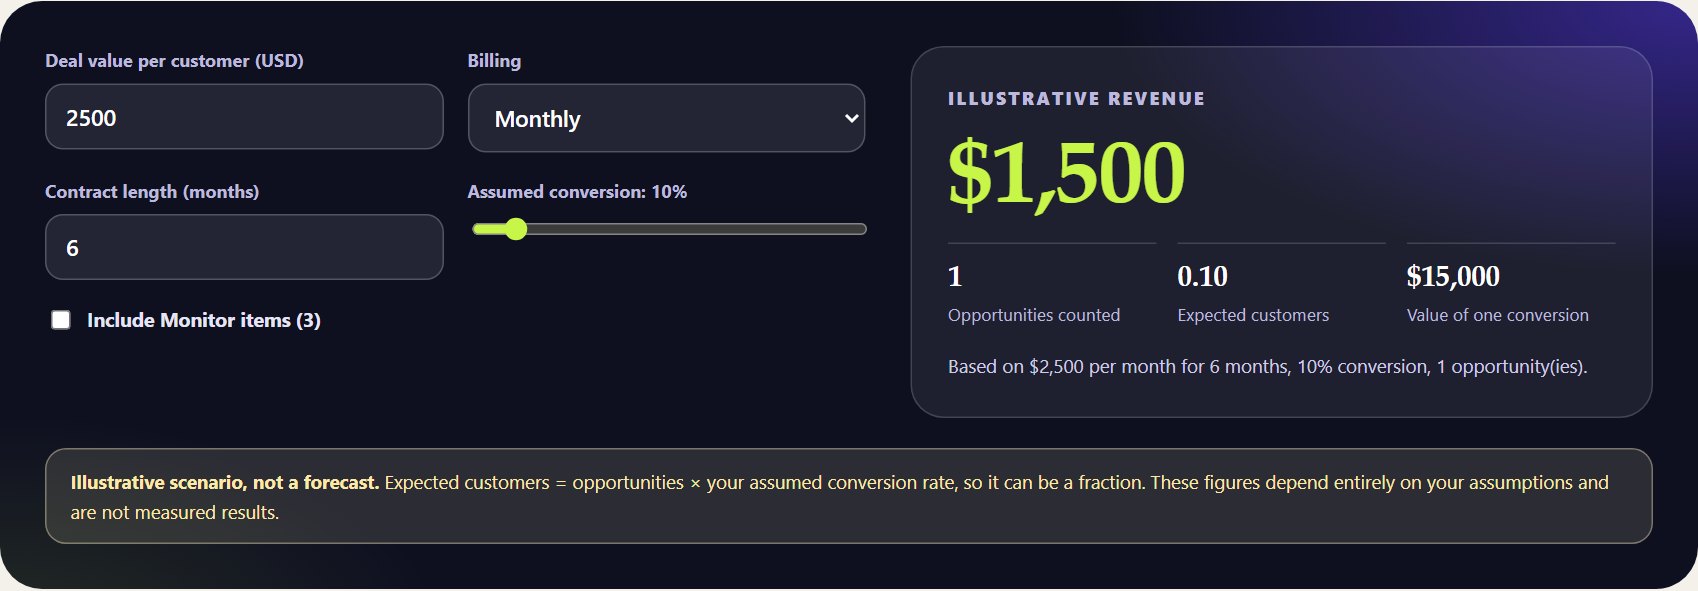 Deal value per customer (USD)
2500
Billing
Monthly
Contract length (months)
6
Assumed conversion: 10%
Include Monitor items (3)
ILLUSTRATIVE REVENUE
$1,500
1
Opportunities counted
0.10
Expected customers
$15,000
Value of one conversion
Based on $2,500 per month for 6 months, 10% conversion, 1 opportunity(ies).
Illustrative scenario, not a forecast. Expected customers = opportunities × your assumed conversion rate, so it can be a fraction. These figures depend entirely on your assumptions and
are not measured results.